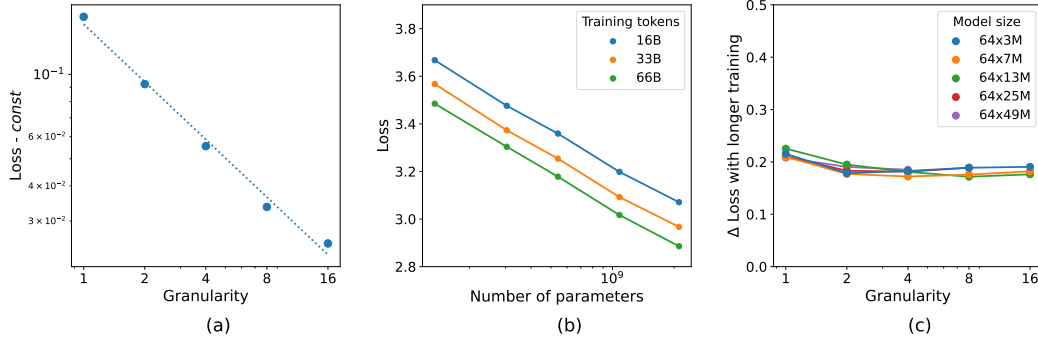 Loss - const
10⁻¹
6 × 10⁻²
4 × 10⁻²
3 × 10⁻²
1 2 4 8 16
Granularity
(a)
Loss
3.8
3.6
3.4
3.2
3.0
2.8
Training tokens
16B
33B
66B
10⁹
Number of parameters
(b)
Δ Loss with longer training
0.5
0.4
0.3
0.2
0.1
0.0
Model size
64x3M
64x7M
64x13M
64x25M
64x49M
1 2 4 8 16
Granularity
(c)